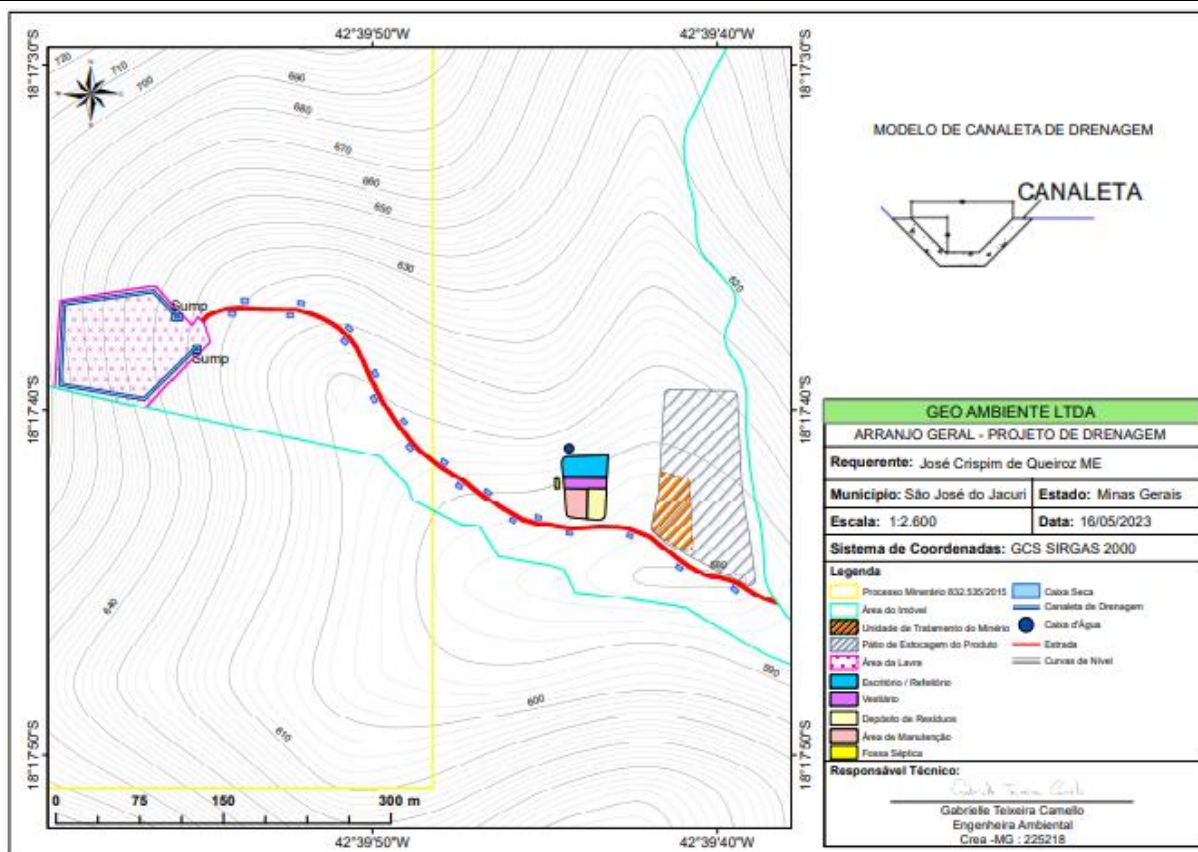 42°39'50"W
42°39'40"W
18°17'30"S
18°17'30"S
720
710
700
690
680
670
660
650
630
620
Sump
Sump
18°17'40"S
18°17'40"S
640
590
600
610
18°17'50"S
18°17'50"S
0 75 150 300 m
42°39'50"W
42°39'40"W
MODELO DE CANALETA DE DRENAGEM
CANALETA
GEO AMBIENTE LTDA
ARRANJO GERAL - PROJETO DE DRENAGEM
Requerente: José Crispim de Queiroz ME
Município: São José do Jacuri
Estado: Minas Gerais
Escala: 1:2.600
Data: 16/05/2023
Sistema de Coordenadas: GCS SIRGAS 2000
Legenda
Processo Minerário 832.535/2015
Área do Imóvel
Unidade de Tratamento do Minério
Pátio de Estocagem do Produto
Área da Lavra
Escritório / Refeitório
Vestiário
Depósito de Resíduos
Área de Manutenção
Fossa Séptica
Caixa Seca
Canaleta de Drenagem
Caixa d'Água
Estrada
Curvas de Nível
Responsável Técnico:
Gabrielle Teixeira Camello
Engenheira Ambiental
Crea -MG : 225218